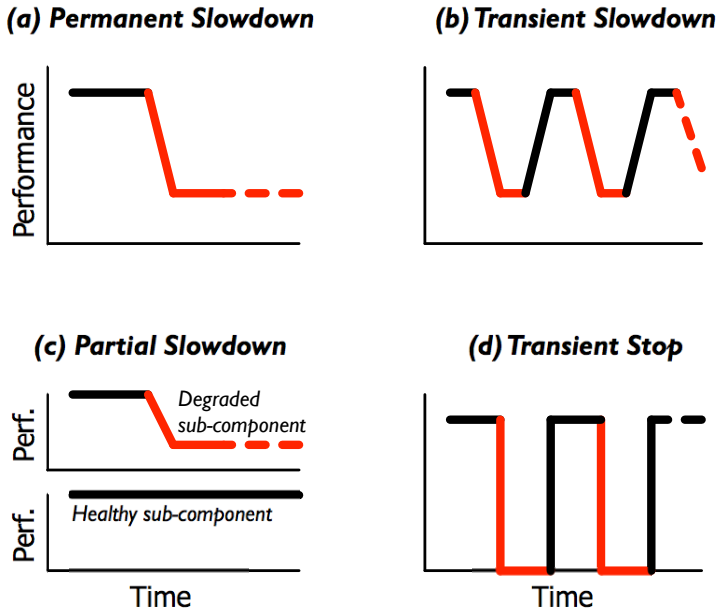 (a) Permanent Slowdown
(b) Transient Slowdown
Performance
(c) Partial Slowdown
(d) Transient Stop
Perf.
Degraded
sub-component
Perf.
Healthy sub-component
Time
Time